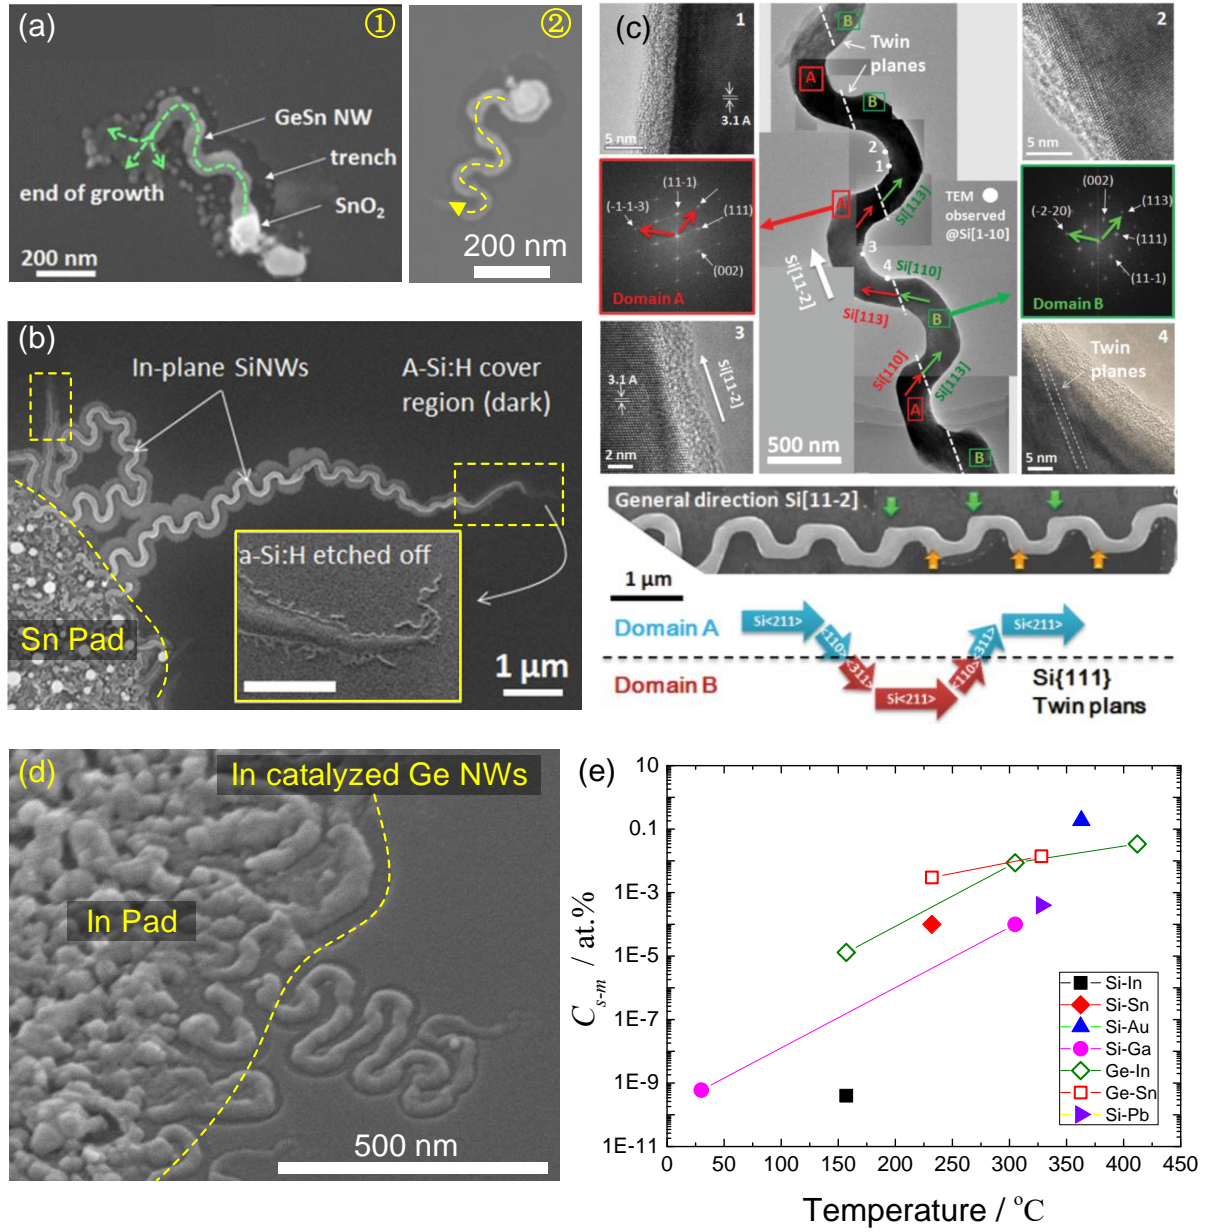 (a)
①
GeSn NW
trench
end of growth
SnO2
200 nm
②
200 nm
(b)
In-plane SiNWs
A-Si:H cover
region (dark)
a-Si:H etched off
Sn Pad
1 μm
(c)
1
3.1 A
5 nm
B
Twin
planes
A
B
2
1
2
5 nm
(11-1)
(-1-1-3)
(111)
(002)
Domain A
A
Si[113]
TEM
observed
@Si[1-10]
3
4
Si[11-2]
Si[110]
Si[113]
B
Si[110]
Si[113]
A
B
500 nm
(002)
(113)
(-2-20)
(111)
(11-1)
Domain B
3
3.1 A
Si[11-2]
2 nm
4
Twin
planes
5 nm
General direction Si[11-2]
1 μm
Domain A
Si<211>
<110>
<311>
Si<211>
Domain B
<311>
Si<211>
<110>
Si{111}
Twin plans
(d)
In catalyzed Ge NWs
In Pad
500 nm
(e)
10
0.1
1E-3
1E-5
1E-7
1E-9
1E-11
Cs-m / at.%
Si-In
Si-Sn
Si-Au
Si-Ga
Ge-In
Ge-Sn
Si-Pb
0 50 100 150 200 250 300 350 400 450
Temperature / °C